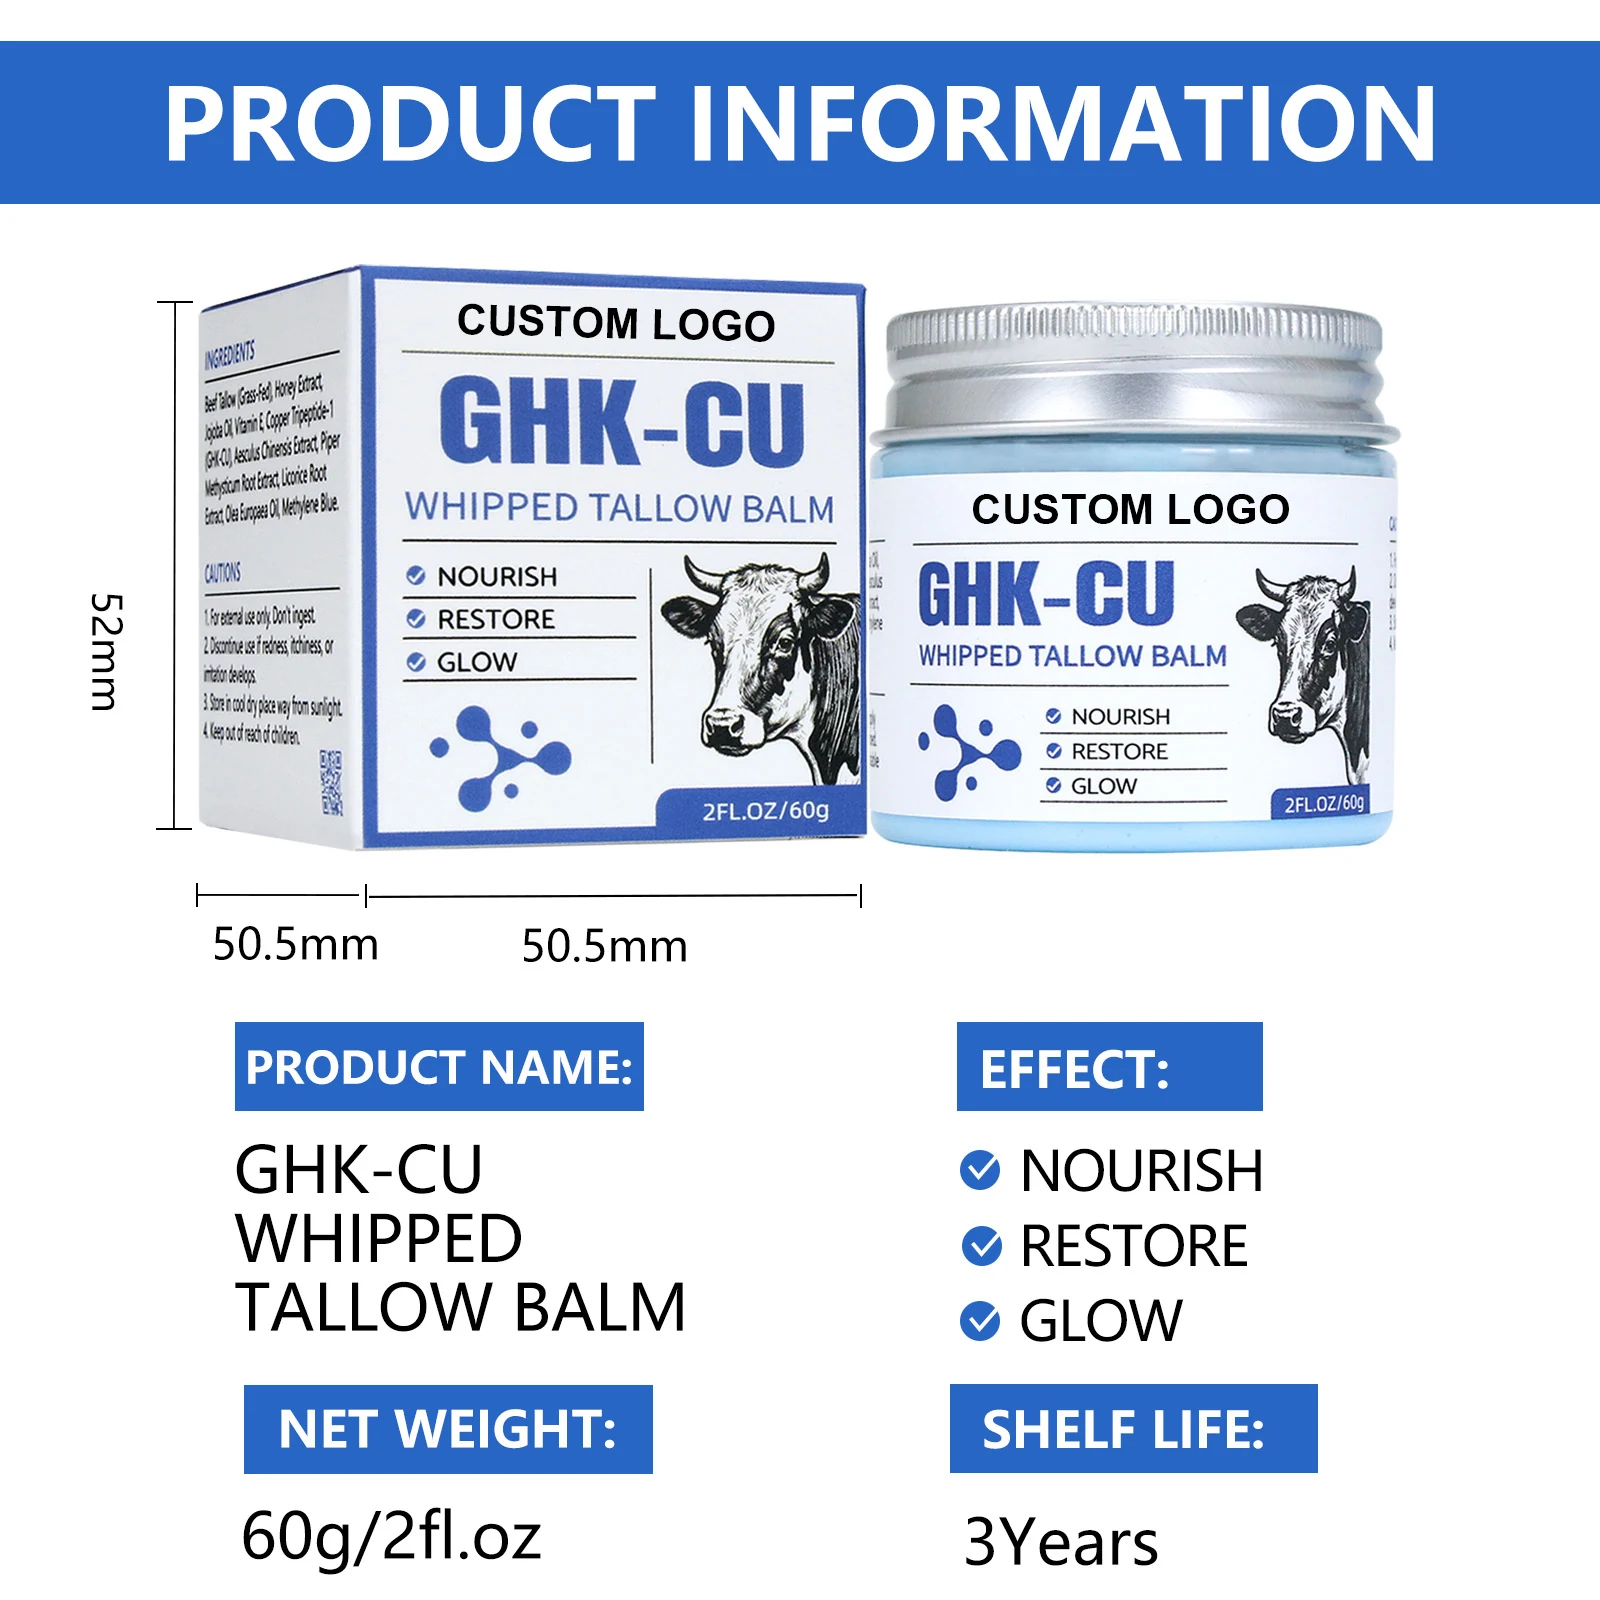 PRODUCT INFORMATION
INGREDIENTS
Beef Tallow (Grass-Fed), Honey Extract,
Jojoba Oil, Vitamin E, Copper Tripeptide-1
(GHK-CU), Aesculus Chinensis Extract, Piper
Methysticum Root Extract, Licorice Root
Extract, Olea Europaea Oil, Methylene Blue.
CAUTIONS
1. For external use only. Don't ingest.
2. Discontinue if redness, itchiness, or
irritation develops.
3. Store in cool dry place way from sunlight.
4. Keep out of reach of children.
CUSTOM LOGO
GHK-CU
WHIPPED TALLOW BALM
NOURISH
RESTORE
GLOW
2FL.OZ/60g
CUSTOM LOGO
GHK-CU
WHIPPED TALLOW BALM
NOURISH
RESTORE
GLOW
2FL.OZ/60g
52mm
50.5mm
50.5mm
PRODUCT NAME:
GHK-CU
WHIPPED
TALLOW BALM
EFFECT:
NOURISH
RESTORE
GLOW
NET WEIGHT:
60g/2fl.oz
SHELF LIFE:
3Years